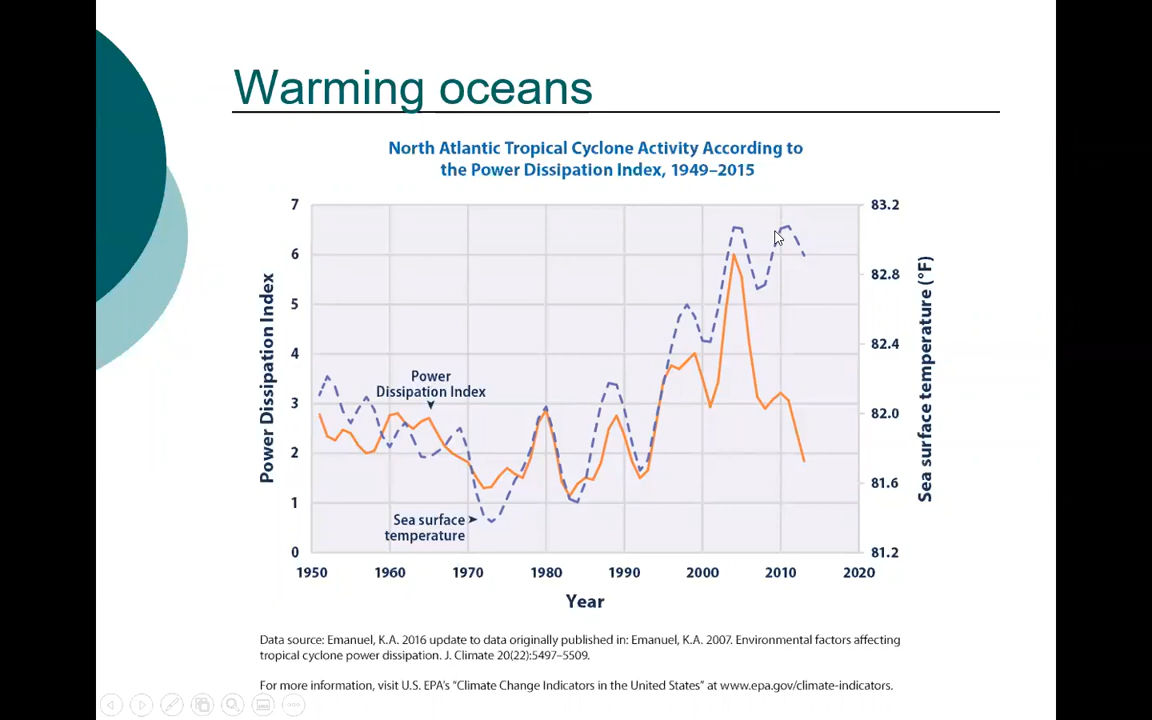 Warming oceans
North Atlantic Tropical Cyclone Activity According to
the Power Dissipation Index, 1949–2015
7
6
5
4
3
2
1
0
Power Dissipation Index
83.2
82.8
82.4
82.0
81.6
81.2
Sea surface temperature (°F)
Power
Dissipation Index
Sea surface
temperature
1950 1960 1970 1980 1990 2000 2010 2020
Year
Data source: Emanuel, K.A. 2016 update to data originally published in: Emanuel, K.A. 2007. Environmental factors affecting
tropical cyclone power dissipation. J. Climate 20(22):5497–5509.
For more information, visit U.S. EPA's “Climate Change Indicators in the United States” at www.epa.gov/climate-indicators.